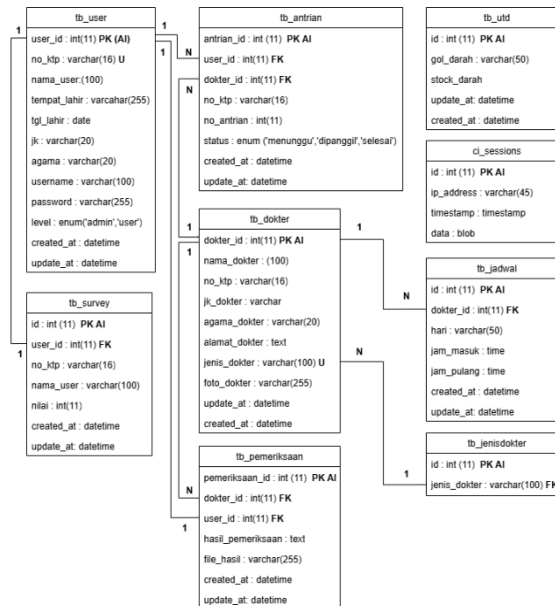 tb_user
user_id : int(11) PK (AI)
no_ktp : varchar(16) U
nama_user:(100)
tempat_lahir : varcahar(255)
tgl_lahir : date
jk : varchar(20)
agama : varchar(20)
username : varchar(100)
password : varchar(255)
level : enum('admin','user')
created_at : datetime
update_at : datetime
1
1
1
1
tb_survey
id : int (11) PK AI
user_id : int(11) FK
no_ktp : varchar(16)
nama_user : varchar(100)
nilai : int(11)
created_at : datetime
update_at: datetime
tb_antrian
antrian_id : int (11) PK AI
user_id : int(11) FK
dokter_id : int(11) FK
no_ktp : varchar(16)
no_antrian : int(11)
status : enum ('menunggu','dipanggil','selesai')
created_at : datetime
update_at : datetime
N
N
1
1
tb_dokter
dokter_id : int(11) PK AI
nama_dokter : (100)
no_ktp : varchar(16)
jk_dokter : varchar
agama_dokter : varchar(20)
alamat_dokter : text
jenis_dokter : varchar(100) U
foto_dokter : varchar(255)
update_at : datetime
created_at : datetime
1
N
N
1
tb_pemeriksaan
pemeriksaan_id : int (11) PK AI
dokter_id : int(11) FK
user_id : int(11) FK
hasil_pemeriksaan : text
file_hasil : varchar(255)
created_at : datetime
update_at: datetime
N
1
tb_utd
id : int (11) PK AI
gol_darah : varchar(50)
stock_darah
update_at: datetime
created_at : datetime
ci_sessions
id : int (11) PK AI
ip_address : varchar(45)
timestamp : timestamp
data : blob
tb_jadwal
id : int (11) PK AI
dokter_id : int(11) FK
hari : varchar(50)
jam_masuk : time
jam_pulang : time
created_at : datetime
update_at: datetime
tb_jenisdokter
id : int (11) PK AI
jenis_dokter : varchar(100) FK